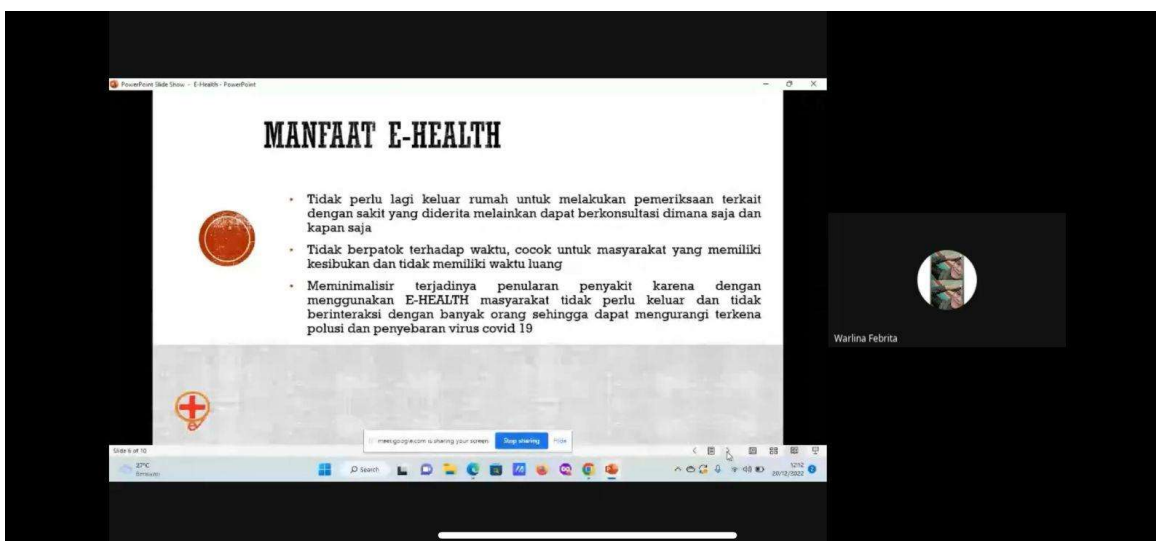 PowerPoint Slide Show - E-Health - PowerPoint
MANFAAT E-HEALTH
• Tidak perlu lagi keluar rumah untuk melakukan pemeriksaan terkait
dengan sakit yang diderita melainkan dapat berkonsultasi dimana saja dan
kapan saja
• Tidak berpatok terhadap waktu, cocok untuk masyarakat yang memiliki
kesibukan dan tidak memiliki waktu luang
• Meminimalisir terjadinya penularan penyakit karena dengan
menggunakan E-HEALTH masyarakat tidak perlu keluar dan tidak
berinteraksi dengan banyak orang sehingga dapat mengurangi terkena
polusi dan penyebaran virus covid 19
Warlina Febrita
meet.google.com is sharing your screen
Stop sharing
Hide
Slide 6 of 10
27°C
Berawan
Search
12:12
20/12/2022